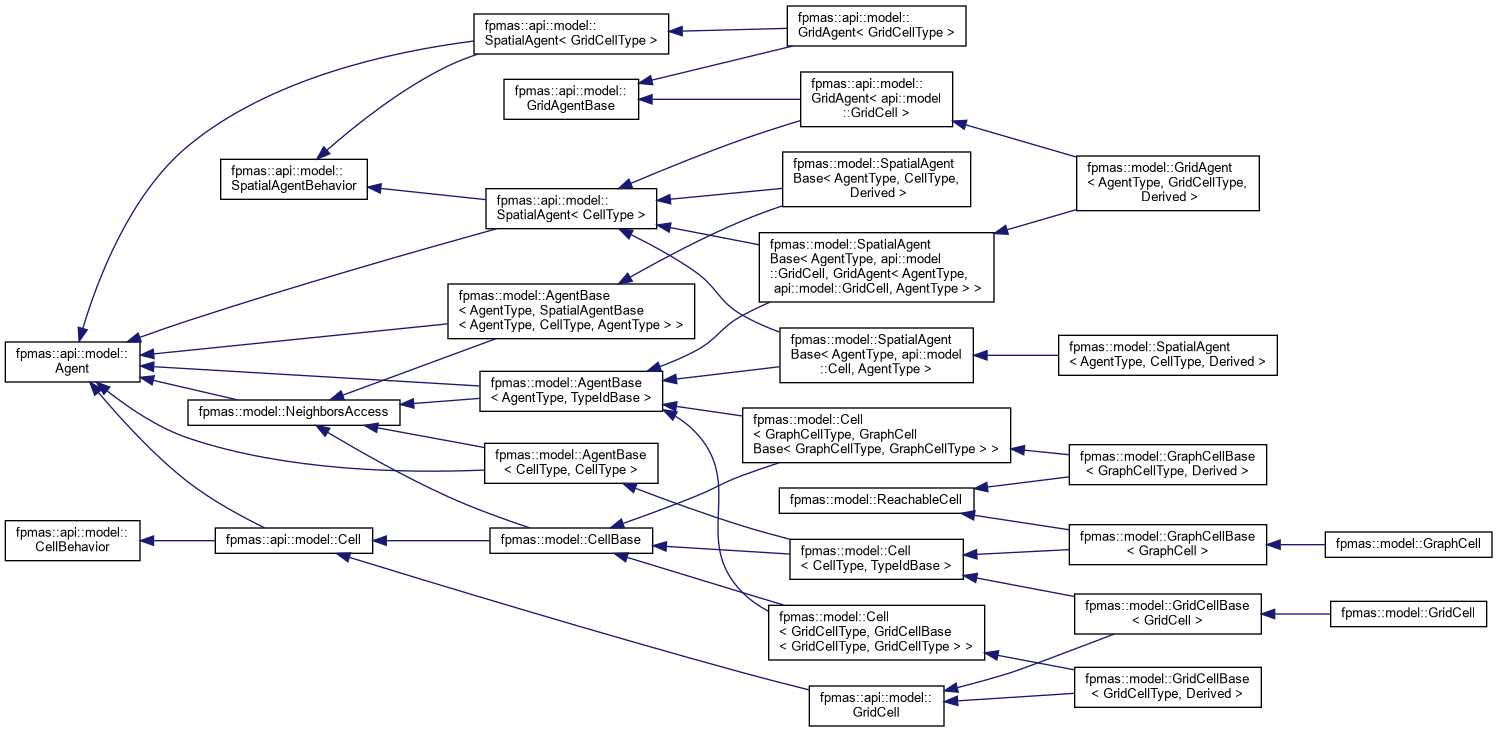 fpmas::api::model::
SpatialAgent< GridCellType >
fpmas::api::model::
GridAgent< GridCellType >
fpmas::api::model::
GridAgentBase
fpmas::api::model::
GridAgent< api::model
::GridCell >
fpmas::api::model::
SpatialAgentBehavior
fpmas::model::SpatialAgent
Base< AgentType, CellType,
Derived >
fpmas::model::GridAgent
< AgentType, GridCellType,
Derived >
fpmas::api::model::
SpatialAgent< CellType >
fpmas::model::SpatialAgent
Base< AgentType, api::model
::GridCell, GridAgent< AgentType,
api::model::GridCell, AgentType > >
fpmas::model::AgentBase
< AgentType, SpatialAgentBase
< AgentType, CellType, AgentType > >
fpmas::api::model::
Agent
fpmas::model::SpatialAgent
Base< AgentType, api::model
::Cell, AgentType >
fpmas::model::SpatialAgent
< AgentType, CellType, Derived >
fpmas::model::AgentBase
< AgentType, TypeIdBase >
fpmas::model::NeighborsAccess
fpmas::model::Cell
< GraphCellType, GraphCell
Base< GraphCellType, GraphCellType > >
fpmas::model::AgentBase
< CellType, CellType >
fpmas::model::GraphCellBase
< GraphCellType, Derived >
fpmas::model::ReachableCell
fpmas::api::model::
CellBehavior
fpmas::api::model::Cell
fpmas::model::CellBase
fpmas::model::Cell
< CellType, TypeIdBase >
fpmas::model::GraphCellBase
< GraphCell >
fpmas::model::GraphCell
fpmas::model::Cell
< GridCellType, GridCellBase
< GridCellType, GridCellType > >
fpmas::model::GridCellBase
< GridCell >
fpmas::model::GridCell
fpmas::api::model::
GridCell
fpmas::model::GridCellBase
< GridCellType, Derived >